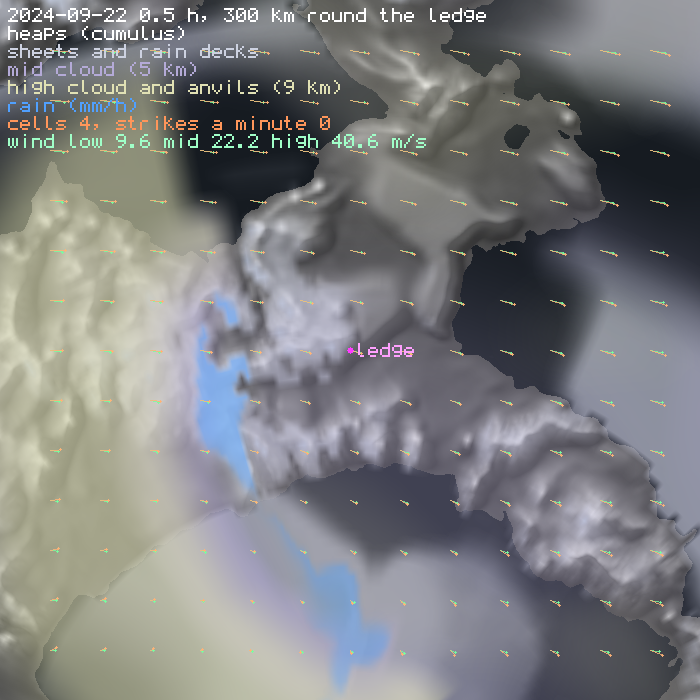 2024-09-22 0.5 h, 300 km round the ledge
heaps (cumulus)
sheets and rain decks
mid cloud (5 km)
high cloud and anvils (9 km)
rain (mm/h)
cells 4, strikes a minute 0
wind low 9.6 mid 22.2 high 40.6 m/s
ledge